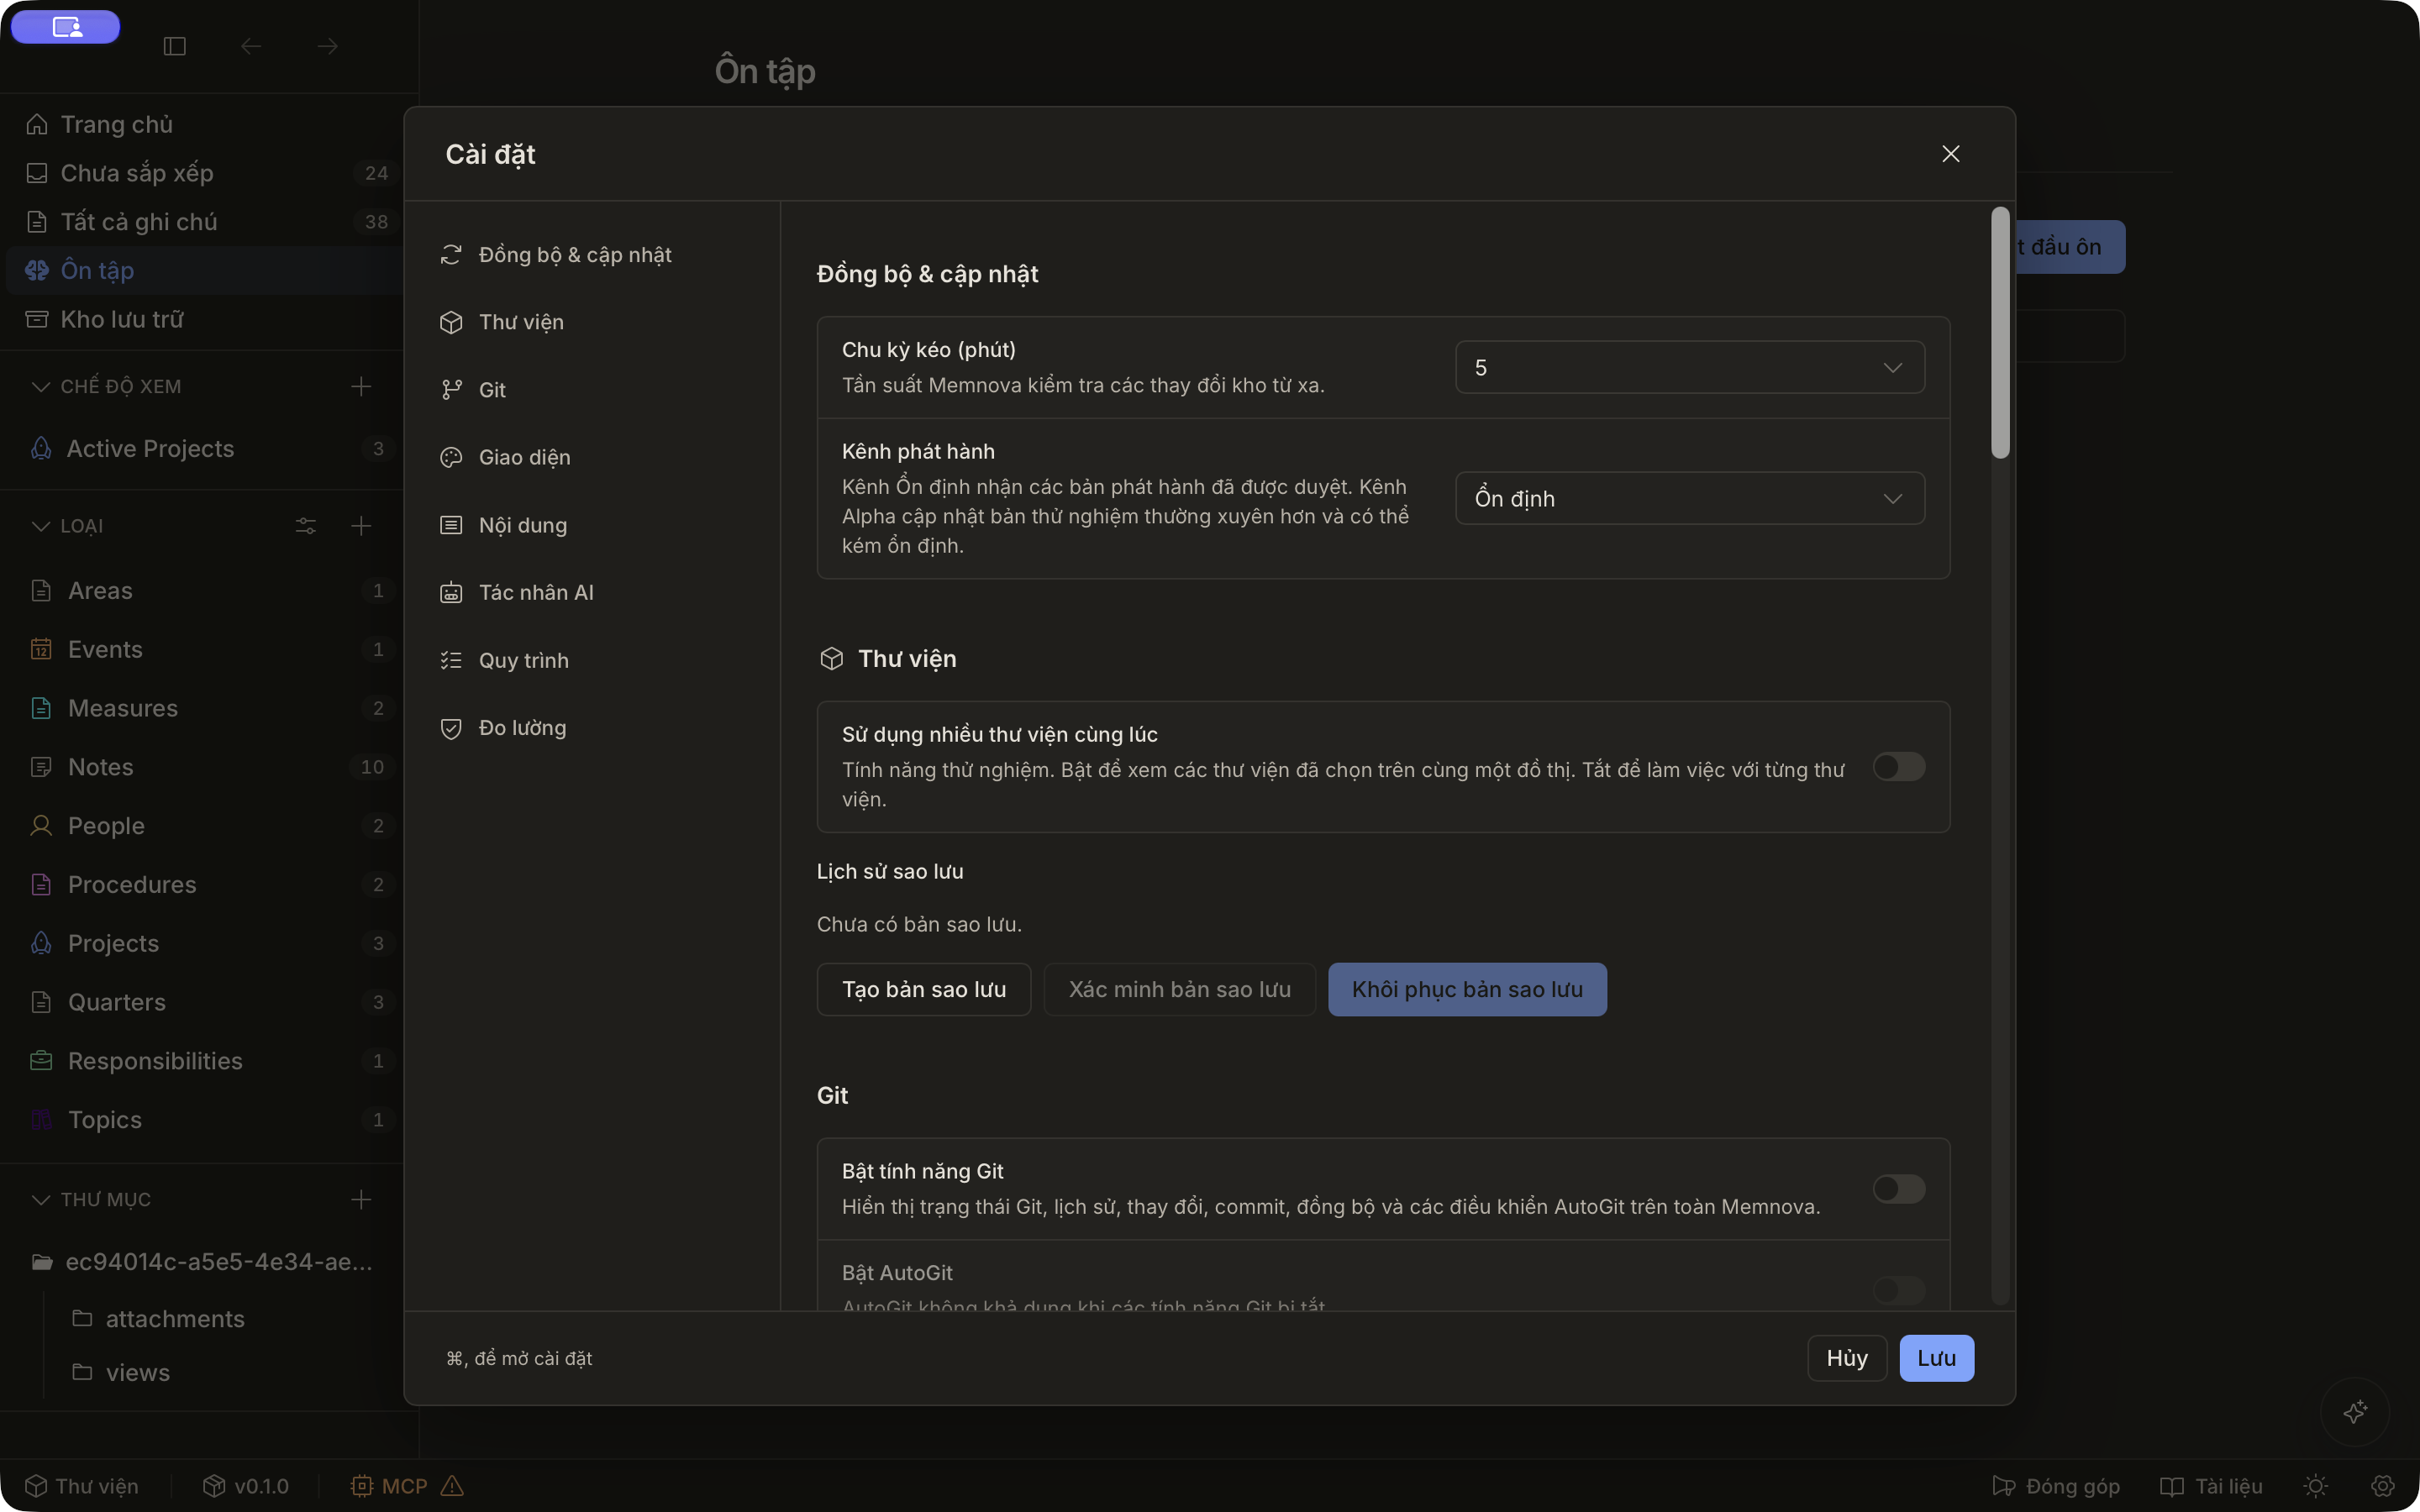 Ôn tập
Trang chủ
Chưa sắp xếp 24
Tất cả ghi chú 38
Ôn tập
Kho lưu trữ
CHẾ ĐỘ XEM
Active Projects 3
LOẠI
Areas 1
Events 1
Measures 2
Notes 10
People 2
Procedures 2
Projects 3
Quarters 3
Responsibilities 1
Topics 1
THƯ MỤC
ec94014c-a5e5-4e34-ae...
attachments
views
t đầu ôn
Cài đặt
Đồng bộ & cập nhật
Thư viện
Git
Giao diện
Nội dung
Tác nhân AI
Quy trình
Đo lường
Đồng bộ & cập nhật
Chu kỳ kéo (phút)
Tần suất Memnova kiểm tra các thay đổi kho từ xa.
5
Kênh phát hành
Kênh Ổn định nhận các bản phát hành đã được duyệt. Kênh
Alpha cập nhật bản thử nghiệm thường xuyên hơn và có thể
kém ổn định.
Ổn định
Thư viện
Sử dụng nhiều thư viện cùng lúc
Tính năng thử nghiệm. Bật để xem các thư viện đã chọn trên cùng một đồ thị. Tắt để làm việc với từng thư
viện.
Lịch sử sao lưu
Chưa có bản sao lưu.
Tạo bản sao lưu
Xác minh bản sao lưu
Khôi phục bản sao lưu
Git
Bật tính năng Git
Hiển thị trạng thái Git, lịch sử, thay đổi, commit, đồng bộ và các điều khiển AutoGit trên toàn Memnova.
Bật AutoGit
AutoGit không khả dụng khi các tính năng Git bị tắt.
⌘, để mở cài đặt
Hủy
Lưu
Thư viện
v0.1.0
MCP
Đóng góp
Tài liệu